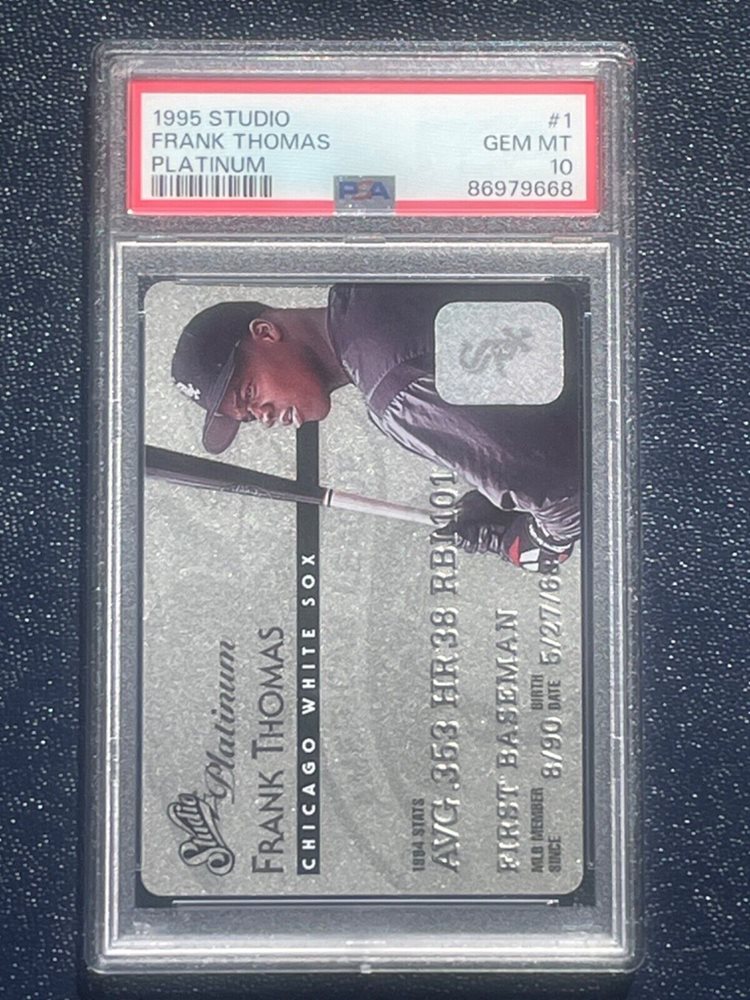 1995 STUDIO #1
FRANK THOMAS GEM MT
PLATINUM 10
PSA 86979668
Studio
Platinum
FRANK THOMAS
CHICAGO WHITE SOX
1994 STATS
AVG .353 HR 38 RBI 101
FIRST BASEMAN
MLB MEMBER SINCE 8/90 BIRTH DATE 5/27/68
Sox